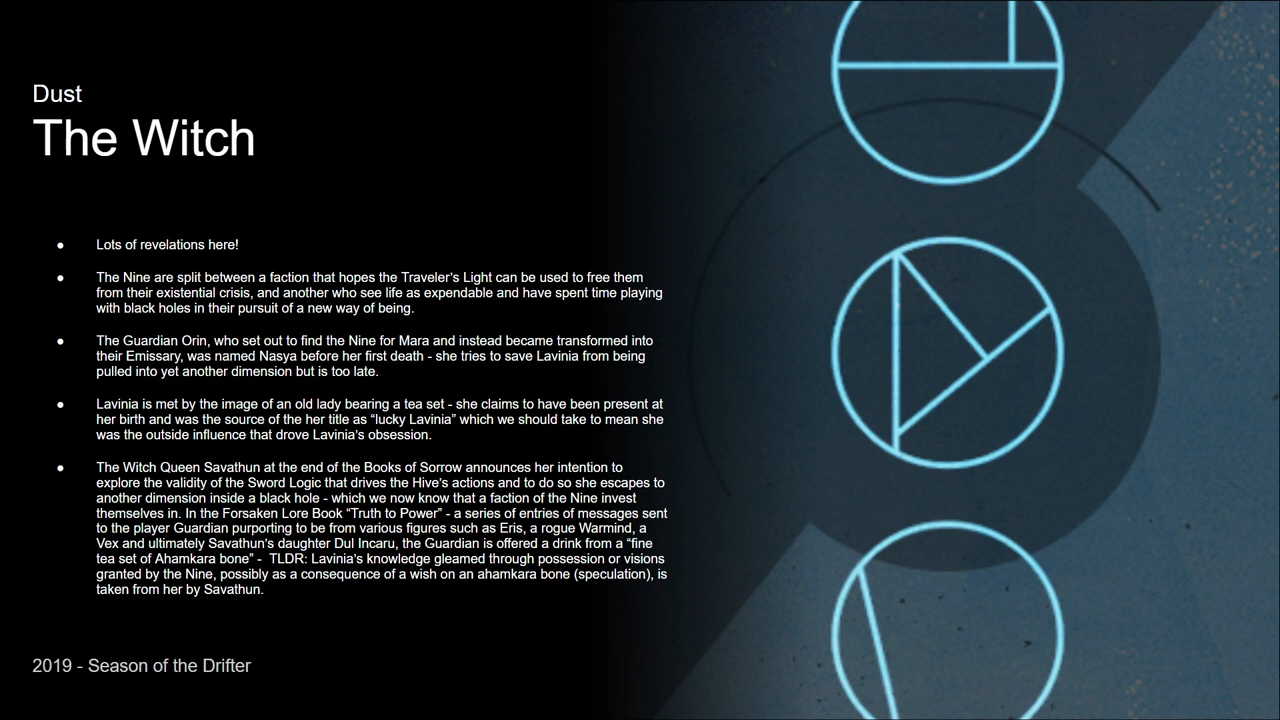 Dust
The Witch
● Lots of revelations here!
● The Nine are split between a faction that hopes the Traveler's Light can be used to free them
from their existential crisis, and another who see life as expendable and have spent time playing
with black holes in their pursuit of a new way of being.
● The Guardian Orin, who set out to find the Nine for Mara and instead became transformed into
their Emissary, was named Nasya before her first death - she tries to save Lavinia from being
pulled into yet another dimension but is too late.
● Lavinia is met by the image of an old lady bearing a tea set - she claims to have been present at
her birth and was the source of the her title as “lucky Lavinia” which we should take to mean she
was the outside influence that drove Lavinia's obsession.
● The Witch Queen Savathun at the end of the Books of Sorrow announces her intention to
explore the validity of the Sword Logic that drives the Hive's actions and to do so she escapes to
another dimension inside a black hole - which we now know that a faction of the Nine invest
themselves in. In the Forsaken Lore Book “Truth to Power” - a series of entries of messages sent
to the player Guardian purporting to be from various figures such as Eris, a rogue Warmind, a
Vex and ultimately Savathun's daughter Dul Incaru, the Guardian is offered a drink from a “fine
tea set of Ahamkara bone” - TLDR: Lavinia's knowledge gleamed through possession or visions
granted by the Nine, possibly as a consequence of a wish on an ahamkara bone (speculation), is
taken from her by Savathun.
2019 - Season of the Drifter